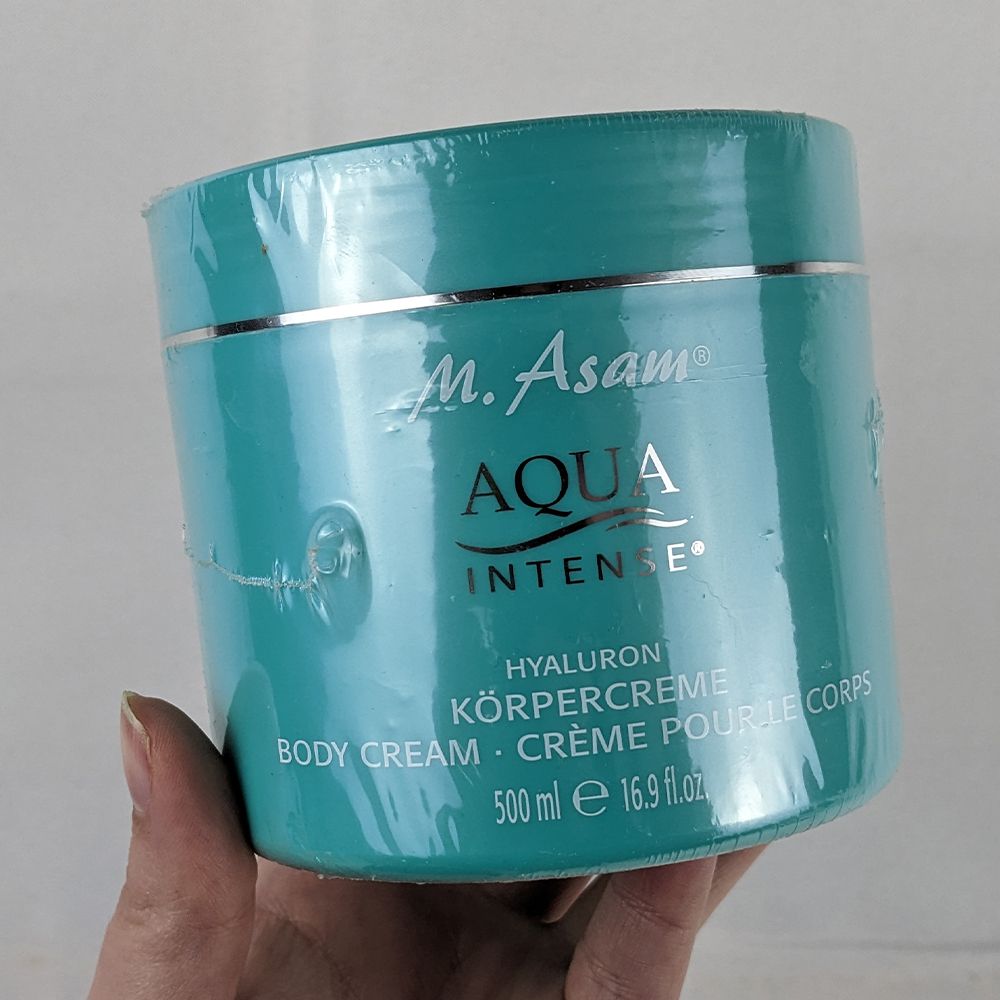 M. Asam®
AQUA
INTENSE®
HYALURON
KÖRPERCREME
BODY CREAM · CRÈME POUR LE CORPS
500 ml ℮ 16.9 fl.oz.